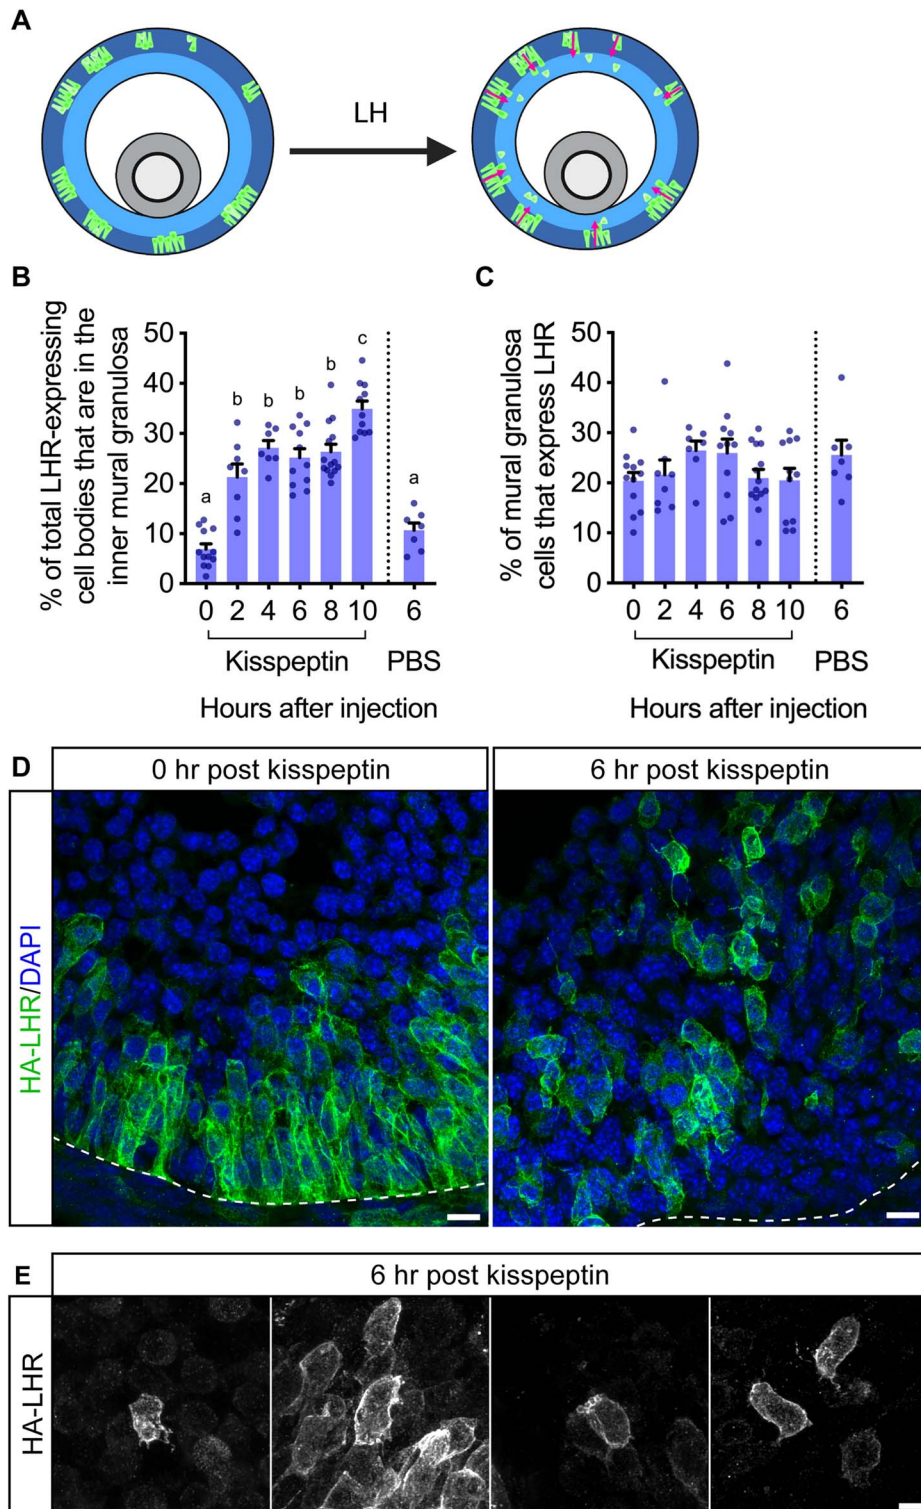 A
LH
B
% of total LHR-expressing
cell bodies that are in the
inner mural granulosa
50
40
30
20
10
0
a
b
b
b
b
c
a
0 2 4 6 8 10 6
Kisspeptin PBS
Hours after injection
C
% of mural granulosa
cells that express LHR
50
40
30
20
10
0
0 2 4 6 8 10 6
Kisspeptin PBS
Hours after injection
D
0 hr post kisspeptin
6 hr post kisspeptin
HA-LHR/DAPI
E
6 hr post kisspeptin
HA-LHR